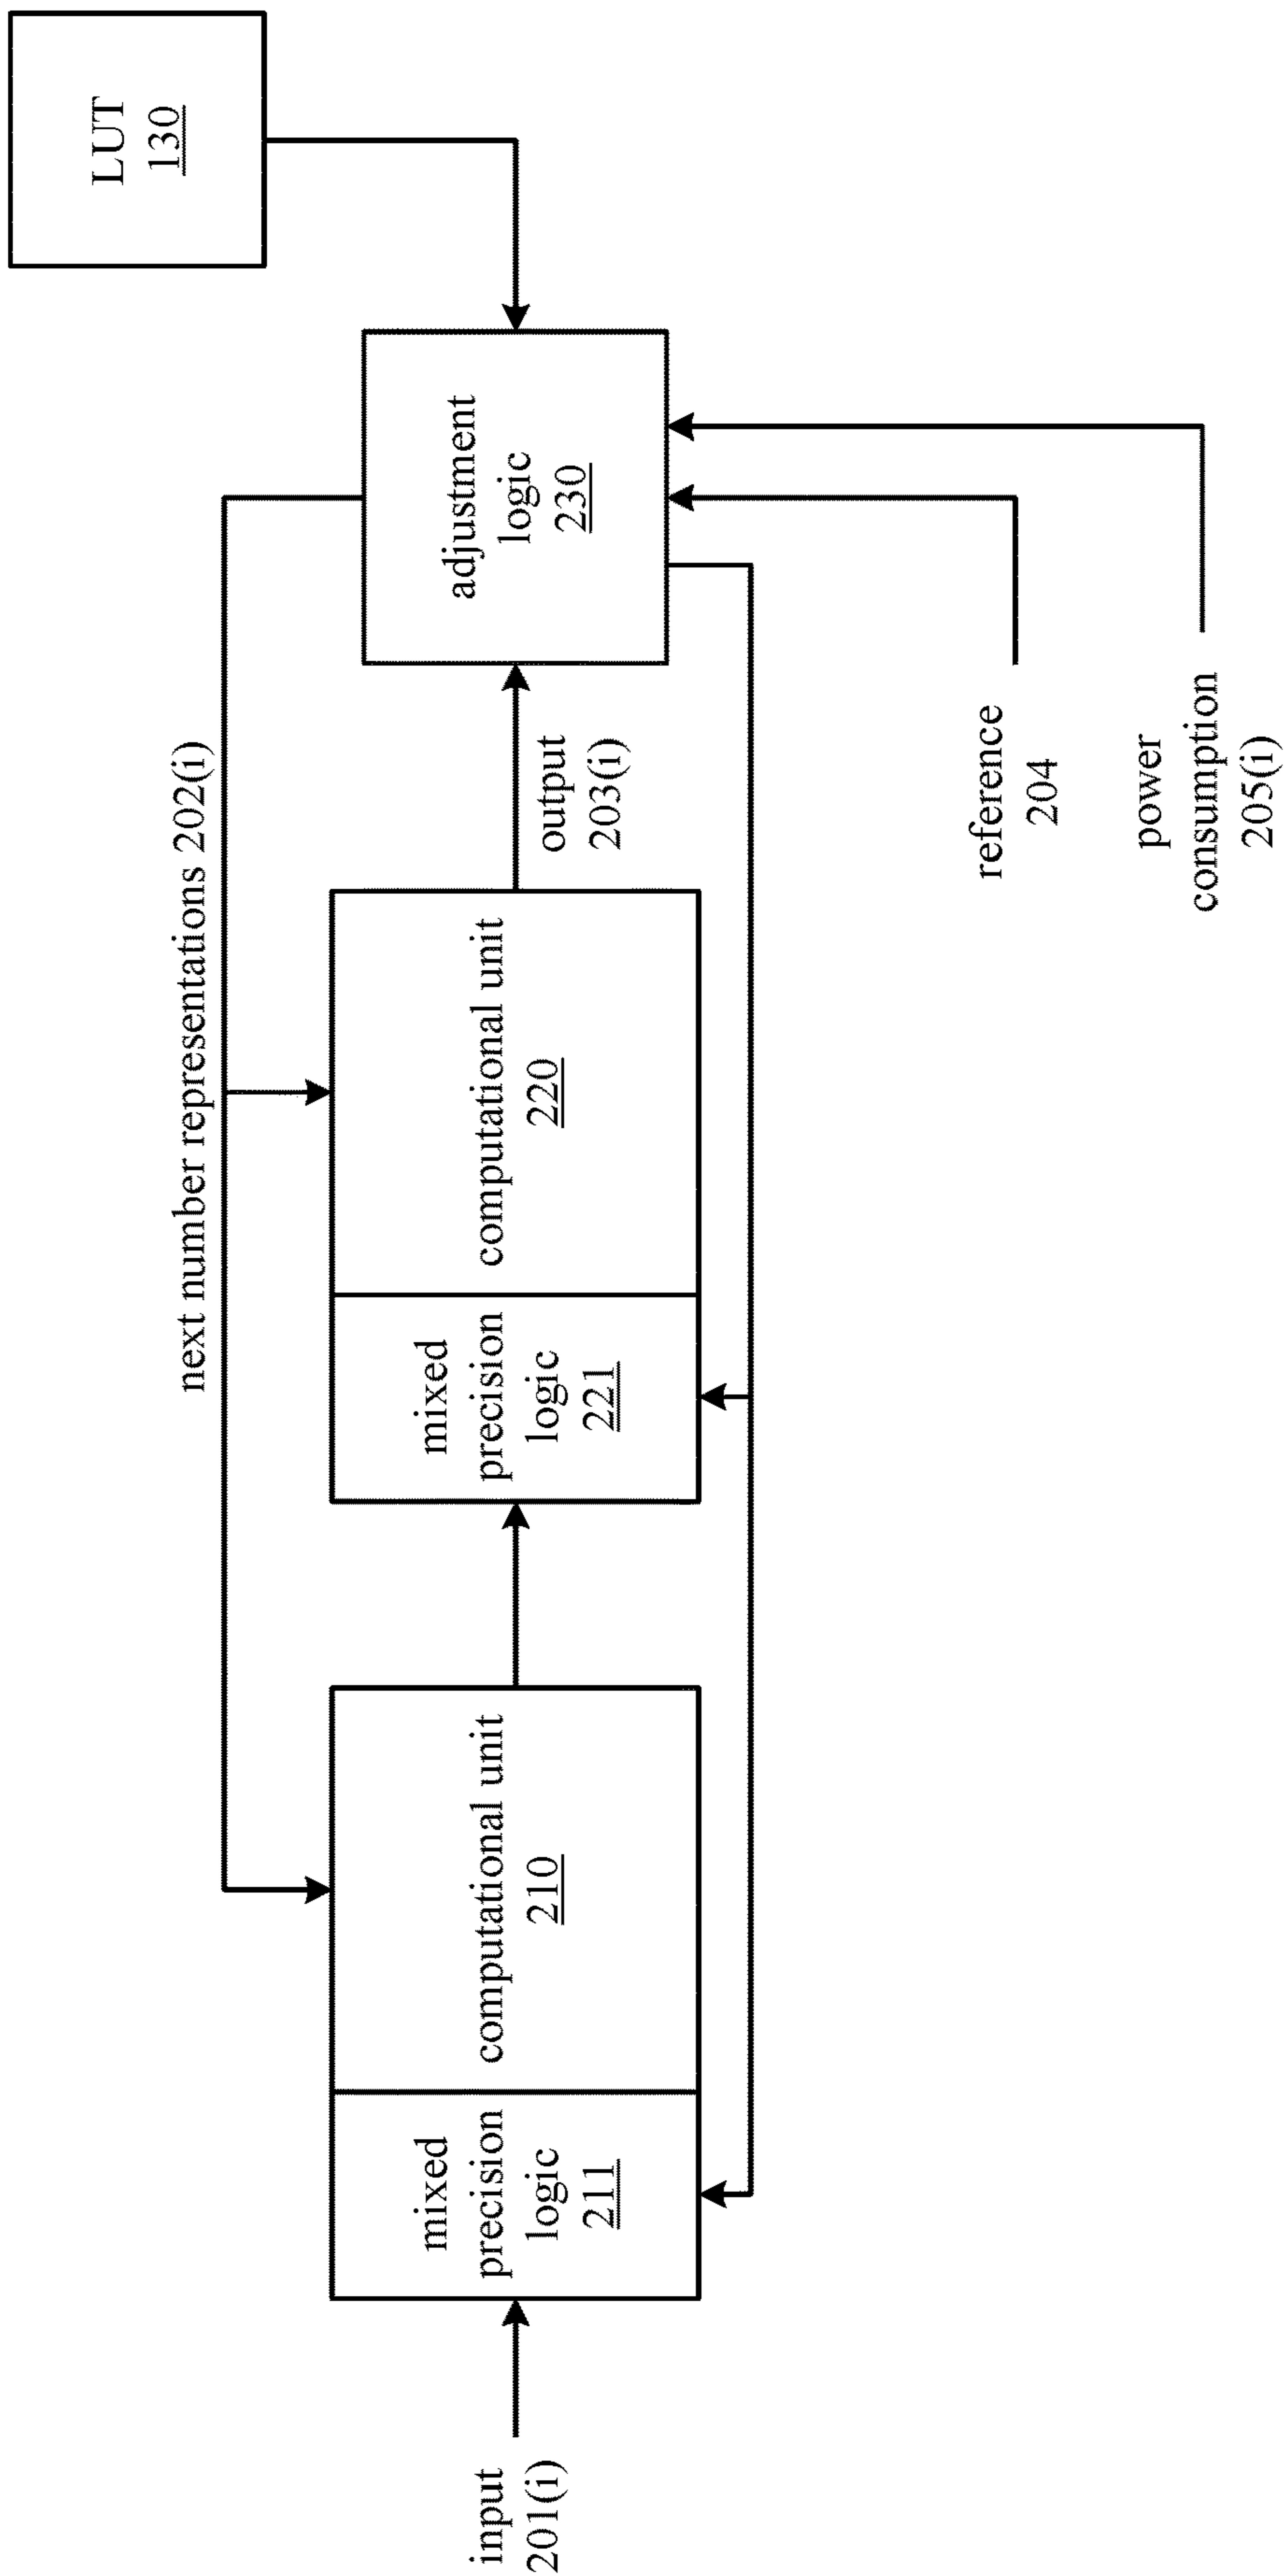 LUT
130
next number representations 202(i)
input
201(i)
mixed
precision
logic
211
computational unit
210
mixed
precision
logic
221
computational unit
220
output
203(i)
adjustment
logic
230
reference
204
power
consumption
205(i)